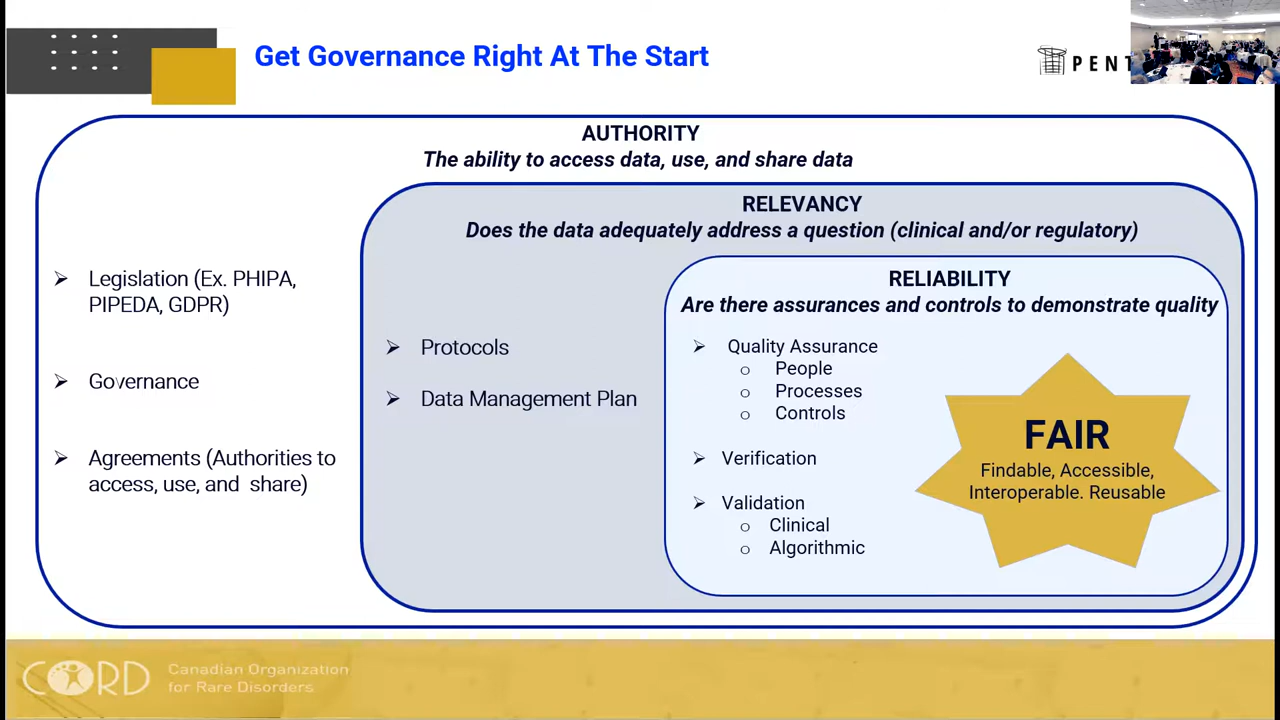 Get Governance Right At The Start
AUTHORITY
The ability to access data, use, and share data
Legislation (Ex. PHIPA,
PIPEDA, GDPR)
Governance
Agreements (Authorities to
access, use, and share)
RELEVANCY
Does the data adequately address a question (clinical and/or regulatory)
Protocols
Data Management Plan
RELIABILITY
Are there assurances and controls to demonstrate quality
Quality Assurance
People
Processes
Controls
Verification
Validation
Clinical
Algorithmic
FAIR
Findable, Accessible,
Interoperable. Reusable
CORD
Canadian Organization
for Rare Disorders